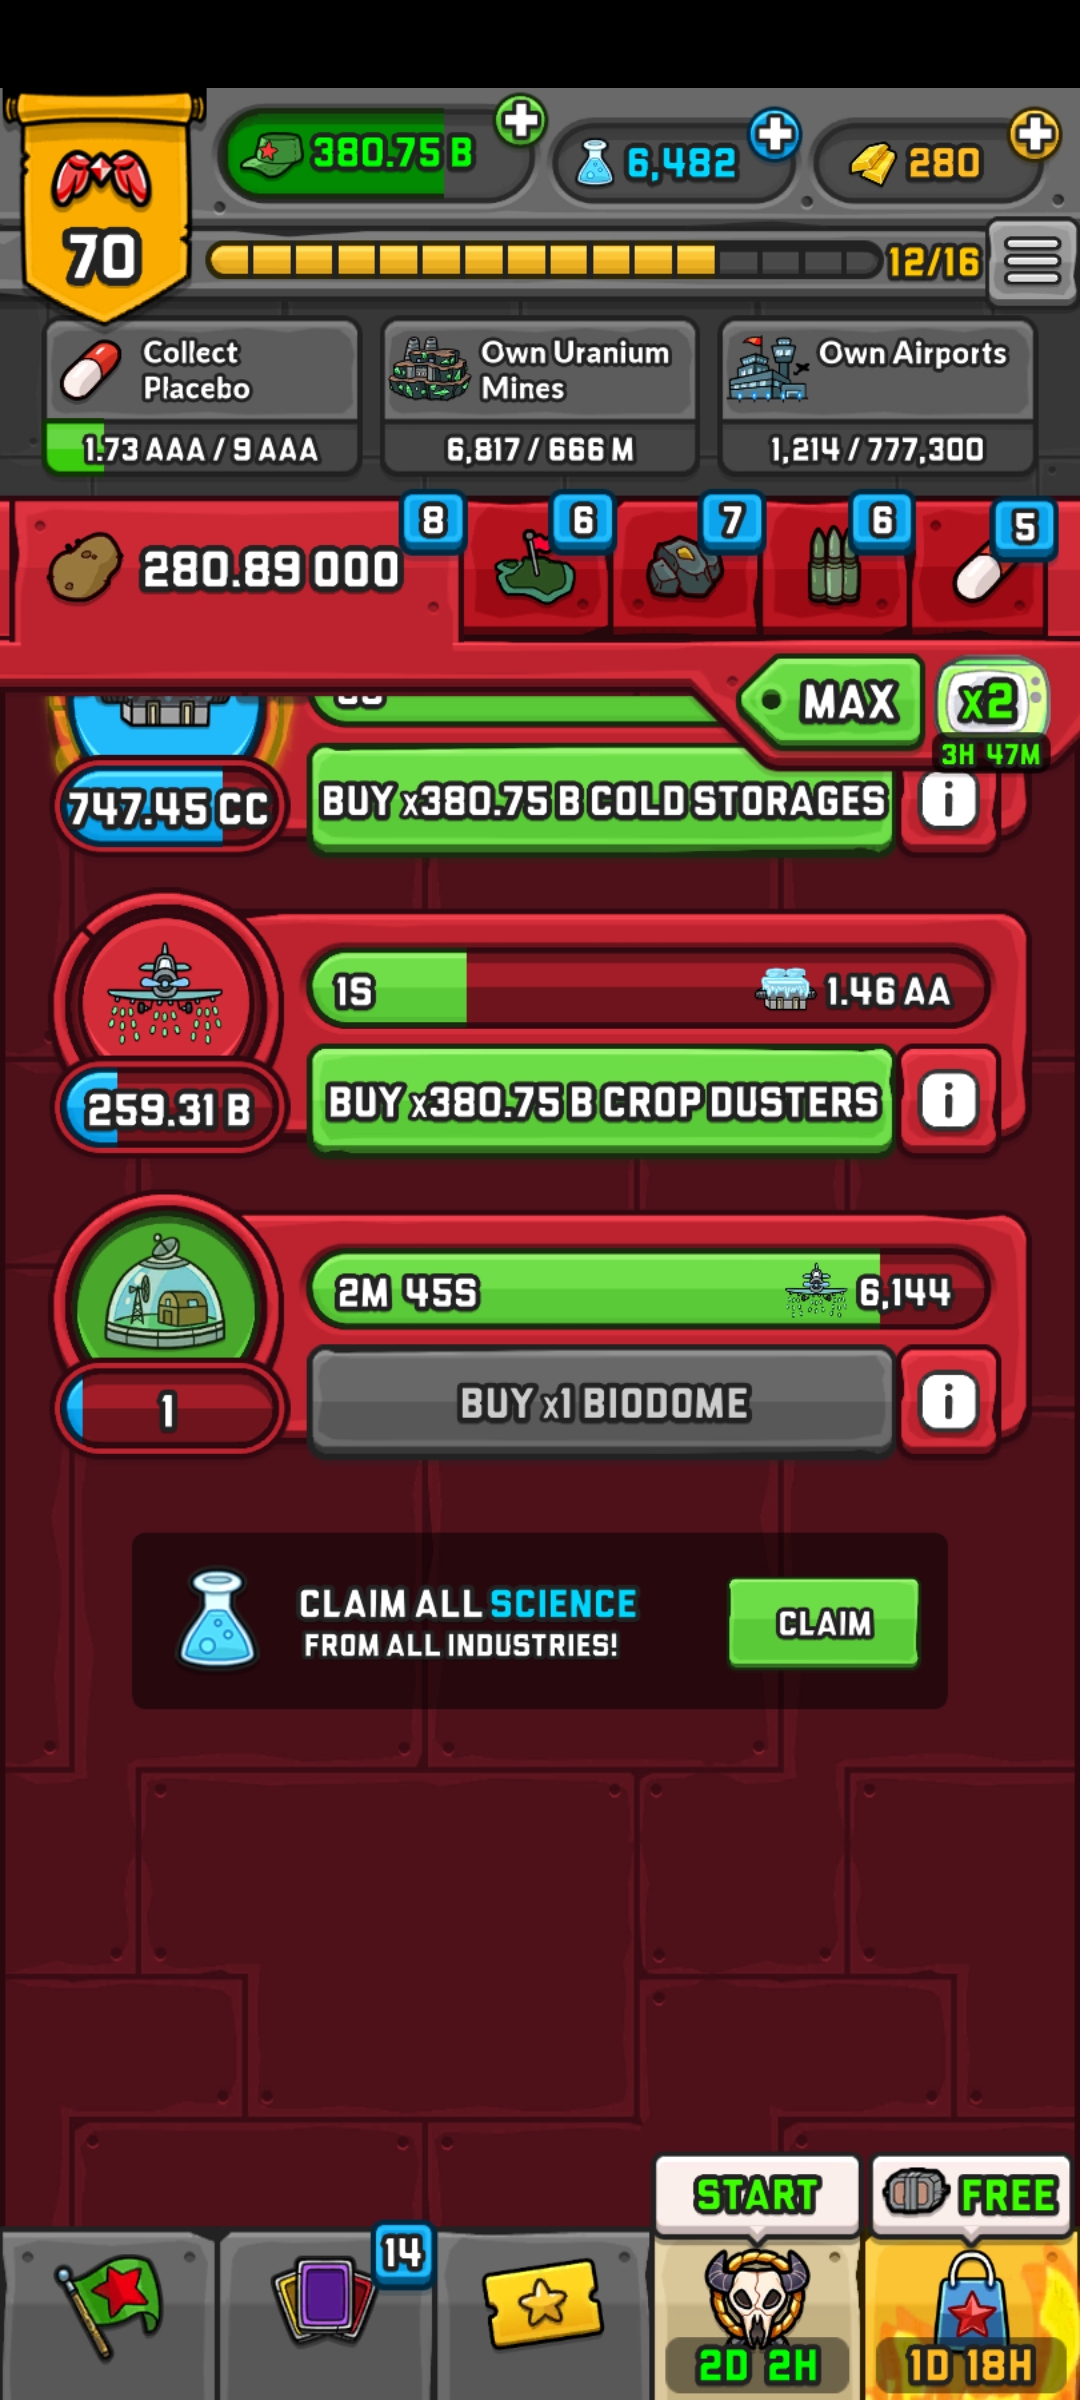 380.75 B
6,482
280
70
12/16
Collect
Placebo
1.73 AAA / 9 AAA
Own Uranium
Mines
6,817 / 666 M
Own Airports
1,214 / 777,300
280.89 OOO
8
6
7
6
5
MAX
x2
3H 47M
747.45 CC
BUY x380.75 B COLD STORAGES
i
1S
1.46 AA
259.31 B
BUY x380.75 B CROP DUSTERS
i
2M 45S
6,144
1
BUY x1 BIODOME
i
CLAIM ALL SCIENCE
FROM ALL INDUSTRIES!
CLAIM
START
FREE
14
2D 2H
1D 18H